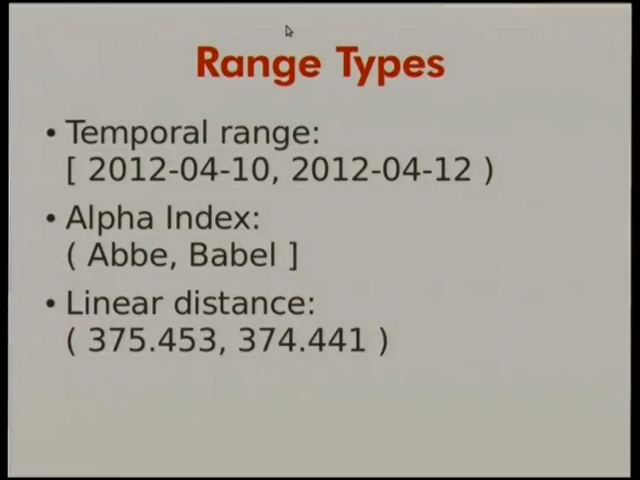 Range Types
• Temporal range:
[ 2012-04-10, 2012-04-12 )
• Alpha Index:
( Abbe, Babel ]
• Linear distance:
( 375.453, 374.441 )